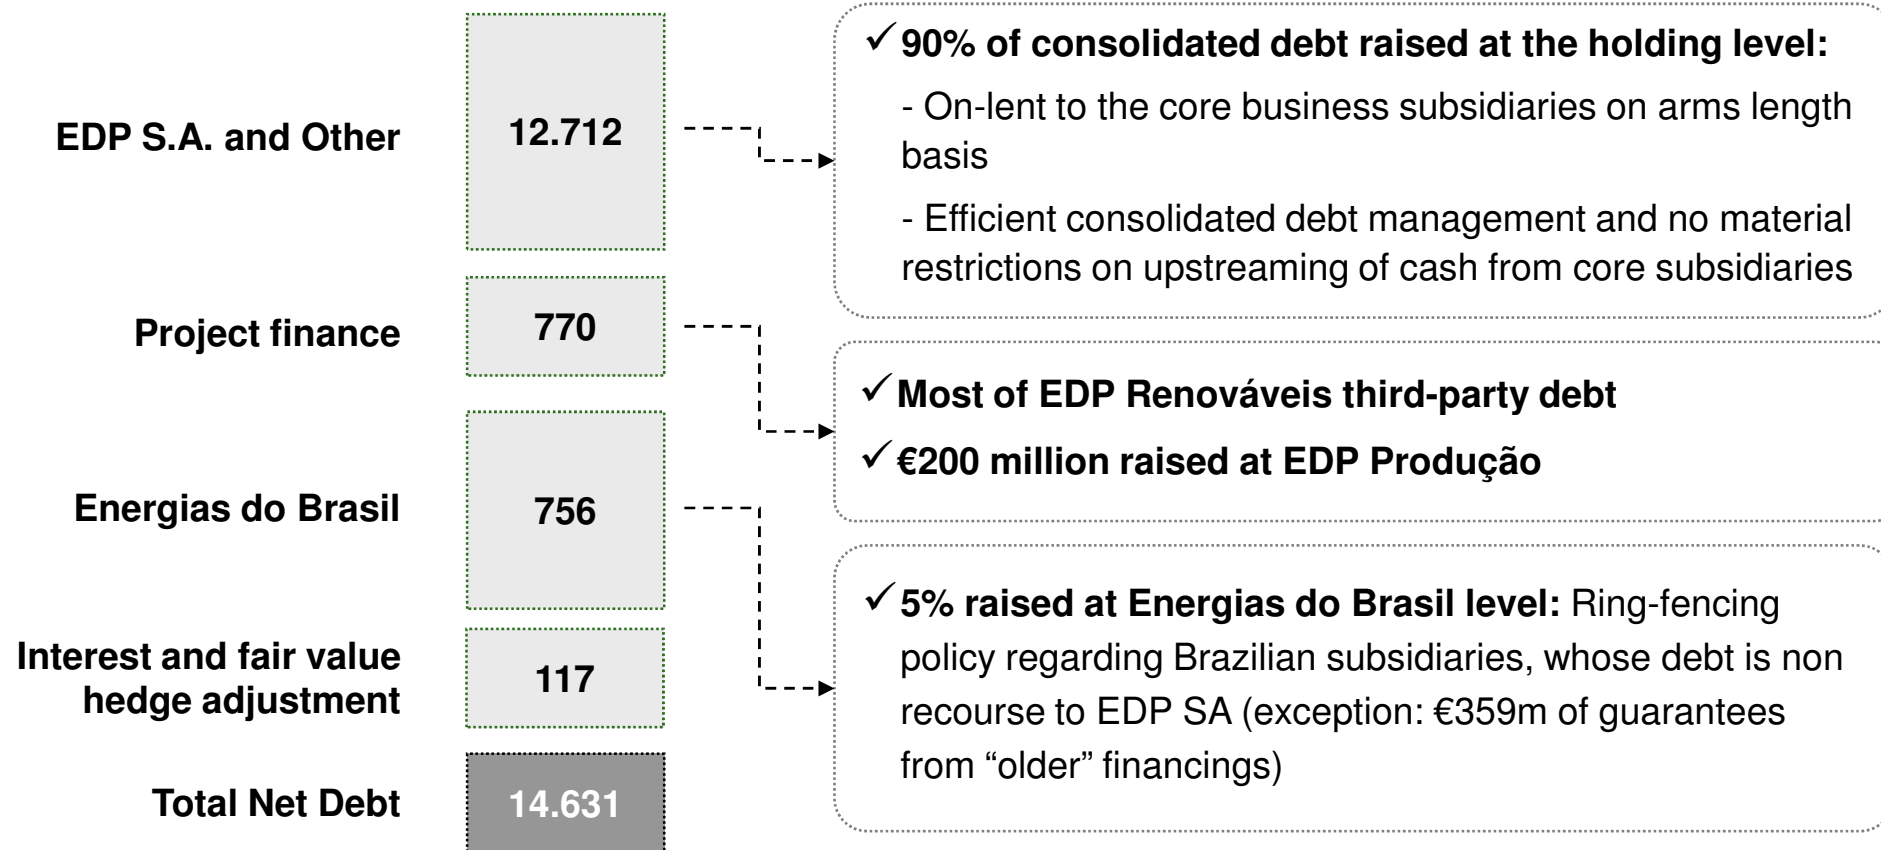 EDP S.A. and Other
12.712
✓ 90% of consolidated debt raised at the holding level:
- On-lent to the core business subsidiaries on arms length
basis
- Efficient consolidated debt management and no material
restrictions on upstreaming of cash from core subsidiaries
Project finance
770
✓ Most of EDP Renováveis third-party debt
✓ €200 million raised at EDP Produção
Energias do Brasil
756
✓ 5% raised at Energias do Brasil level: Ring-fencing
policy regarding Brazilian subsidiaries, whose debt is non
recourse to EDP SA (exception: €359m of guarantees
from “older” financings)
Interest and fair value
hedge adjustment
117
Total Net Debt
14.631